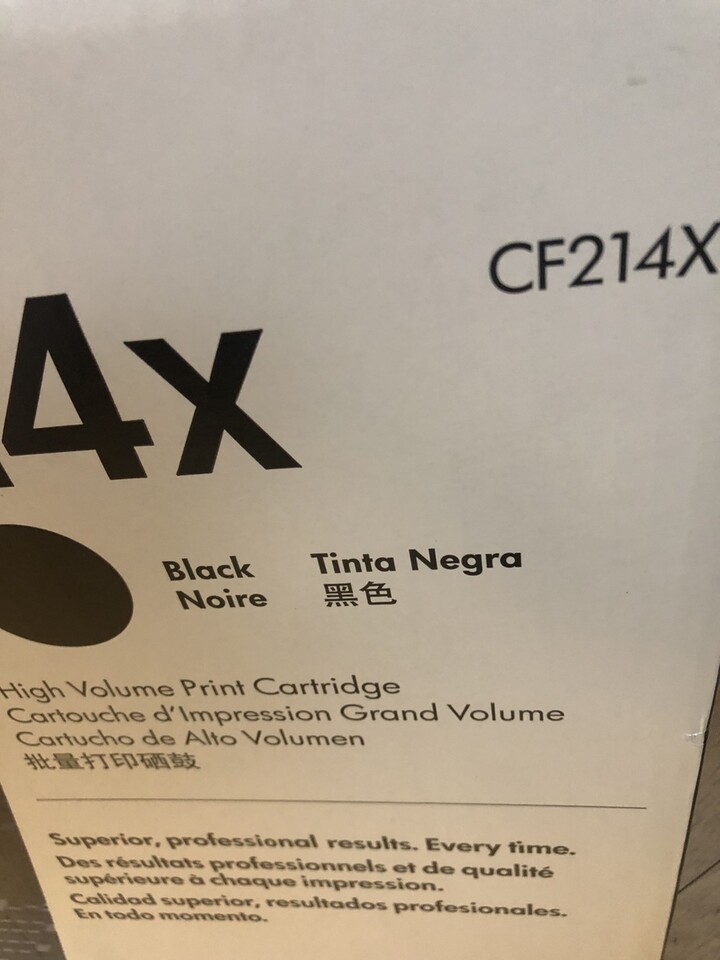 CF214X
4x
Black Tinta Negra
Noire 黑色
High Volume Print Cartridge
Cartouche d'Impression Grand Volume
Cartucho de Alto Volumen
批量打印硒鼓
Superior, professional results. Every time.
Des résultats professionnels et de qualité
supérieure à chaque impression.
Calidad superior, resultados profesionales.
En todo momento.